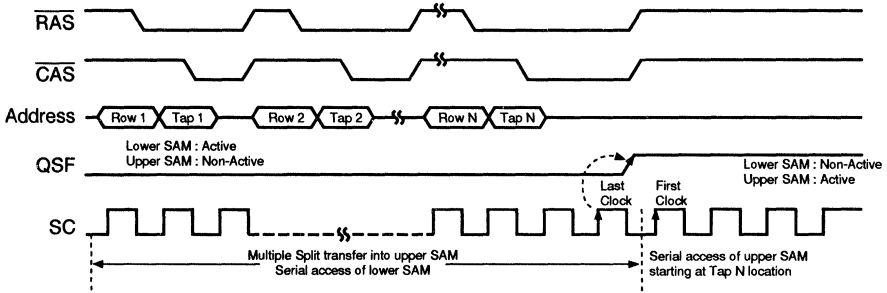 RAS
CAS
Address Row 1 Tap 1 Row 2 Tap 2 Row N Tap N
Lower SAM : Active
Upper SAM : Non-Active
QSF
Lower SAM : Non-Active
Upper SAM : Active
Last
Clock
First
Clock
SC
Multiple Split transfer into upper SAM
Serial access of lower SAM
Serial access of upper SAM
starting at Tap N location